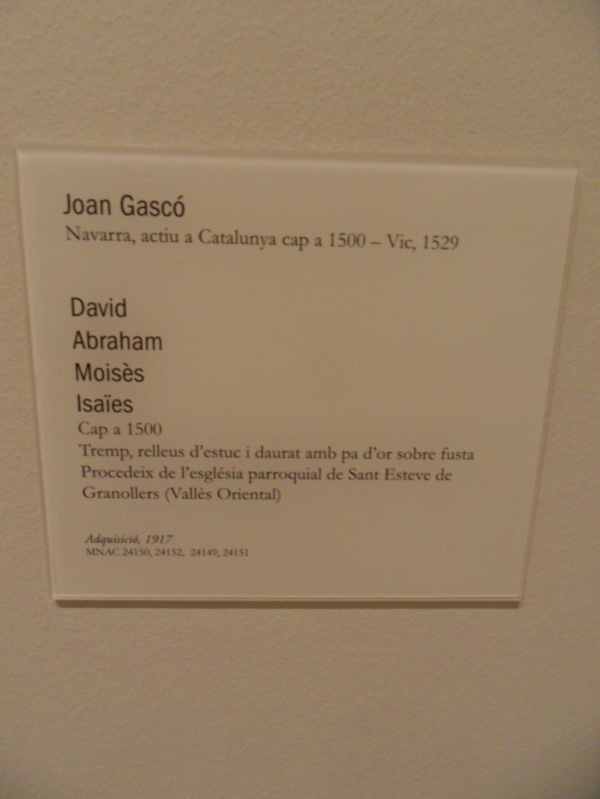 Joan Gascó
Navarra, actiu a Catalunya cap a 1500 – Vic, 1529
David
Abraham
Moisès
Isaïes
Cap a 1500
Tremp, relleus d'estuc i daurat amb pa d'or sobre fusta
Procedeix de l'església parroquial de Sant Esteve de
Granollers (Vallès Oriental)
Adquisició, 1917
MNAC 24150, 24152, 24149, 24151